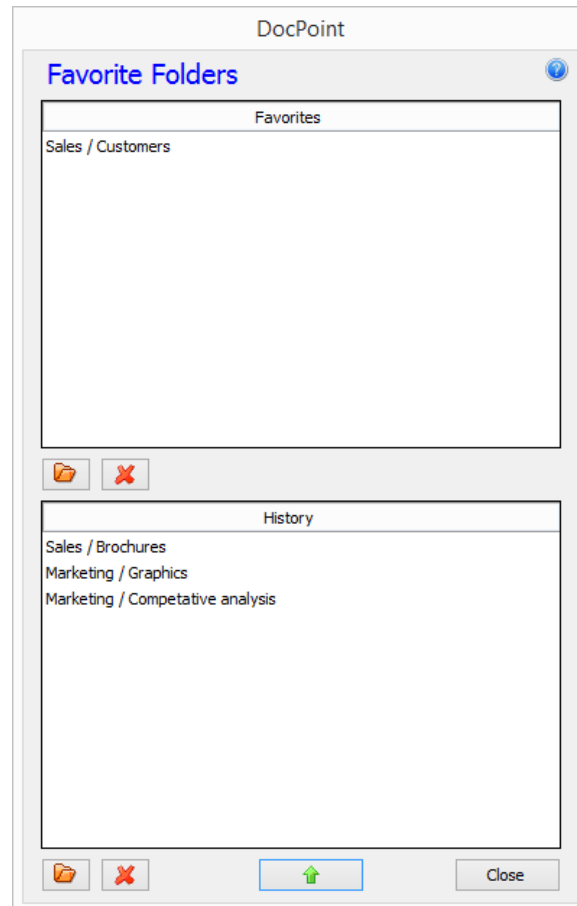 DocPoint
Favorite Folders
Favorites
Sales / Customers
History
Sales / Brochures
Marketing / Graphics
Marketing / Competative analysis
Close